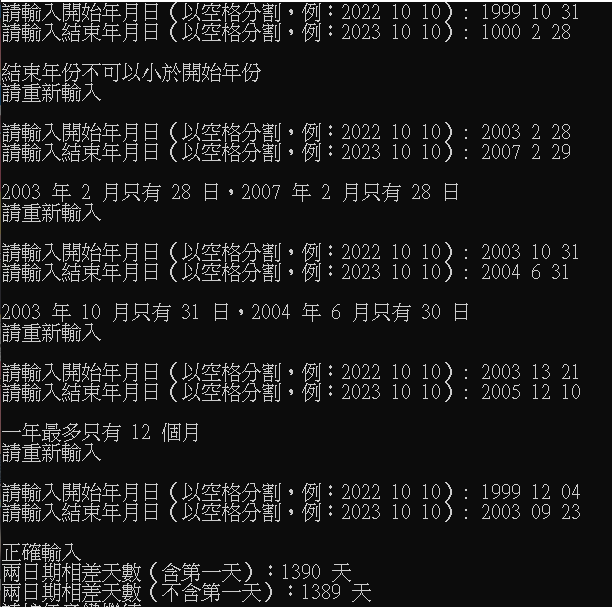 請輸入開始年月日（以空格分割，例：2022 10 10）: 1999 10 31
請輸入結束年月日（以空格分割，例：2023 10 10）: 1000 2 28
結束年份不可以小於開始年份
請重新輸入
請輸入開始年月日（以空格分割，例：2022 10 10）: 2003 2 28
請輸入結束年月日（以空格分割，例：2023 10 10）: 2007 2 29
2003 年 2 月只有 28 日，2007 年 2 月只有 28 日
請重新輸入
請輸入開始年月日（以空格分割，例：2022 10 10）: 2003 10 31
請輸入結束年月日（以空格分割，例：2023 10 10）: 2004 6 31
2003 年 10 月只有 31 日，2004 年 6 月只有 30 日
請重新輸入
請輸入開始年月日（以空格分割，例：2022 10 10）: 2003 13 21
請輸入結束年月日（以空格分割，例：2023 10 10）: 2005 12 10
一年最多只有 12 個月
請重新輸入
請輸入開始年月日（以空格分割，例：2022 10 10）: 1999 12 04
請輸入結束年月日（以空格分割，例：2023 10 10）: 2003 09 23
正確輸入
兩日期相差天數（含第一天）：1390 天
兩日期相差天數（不含第一天）：1389 天